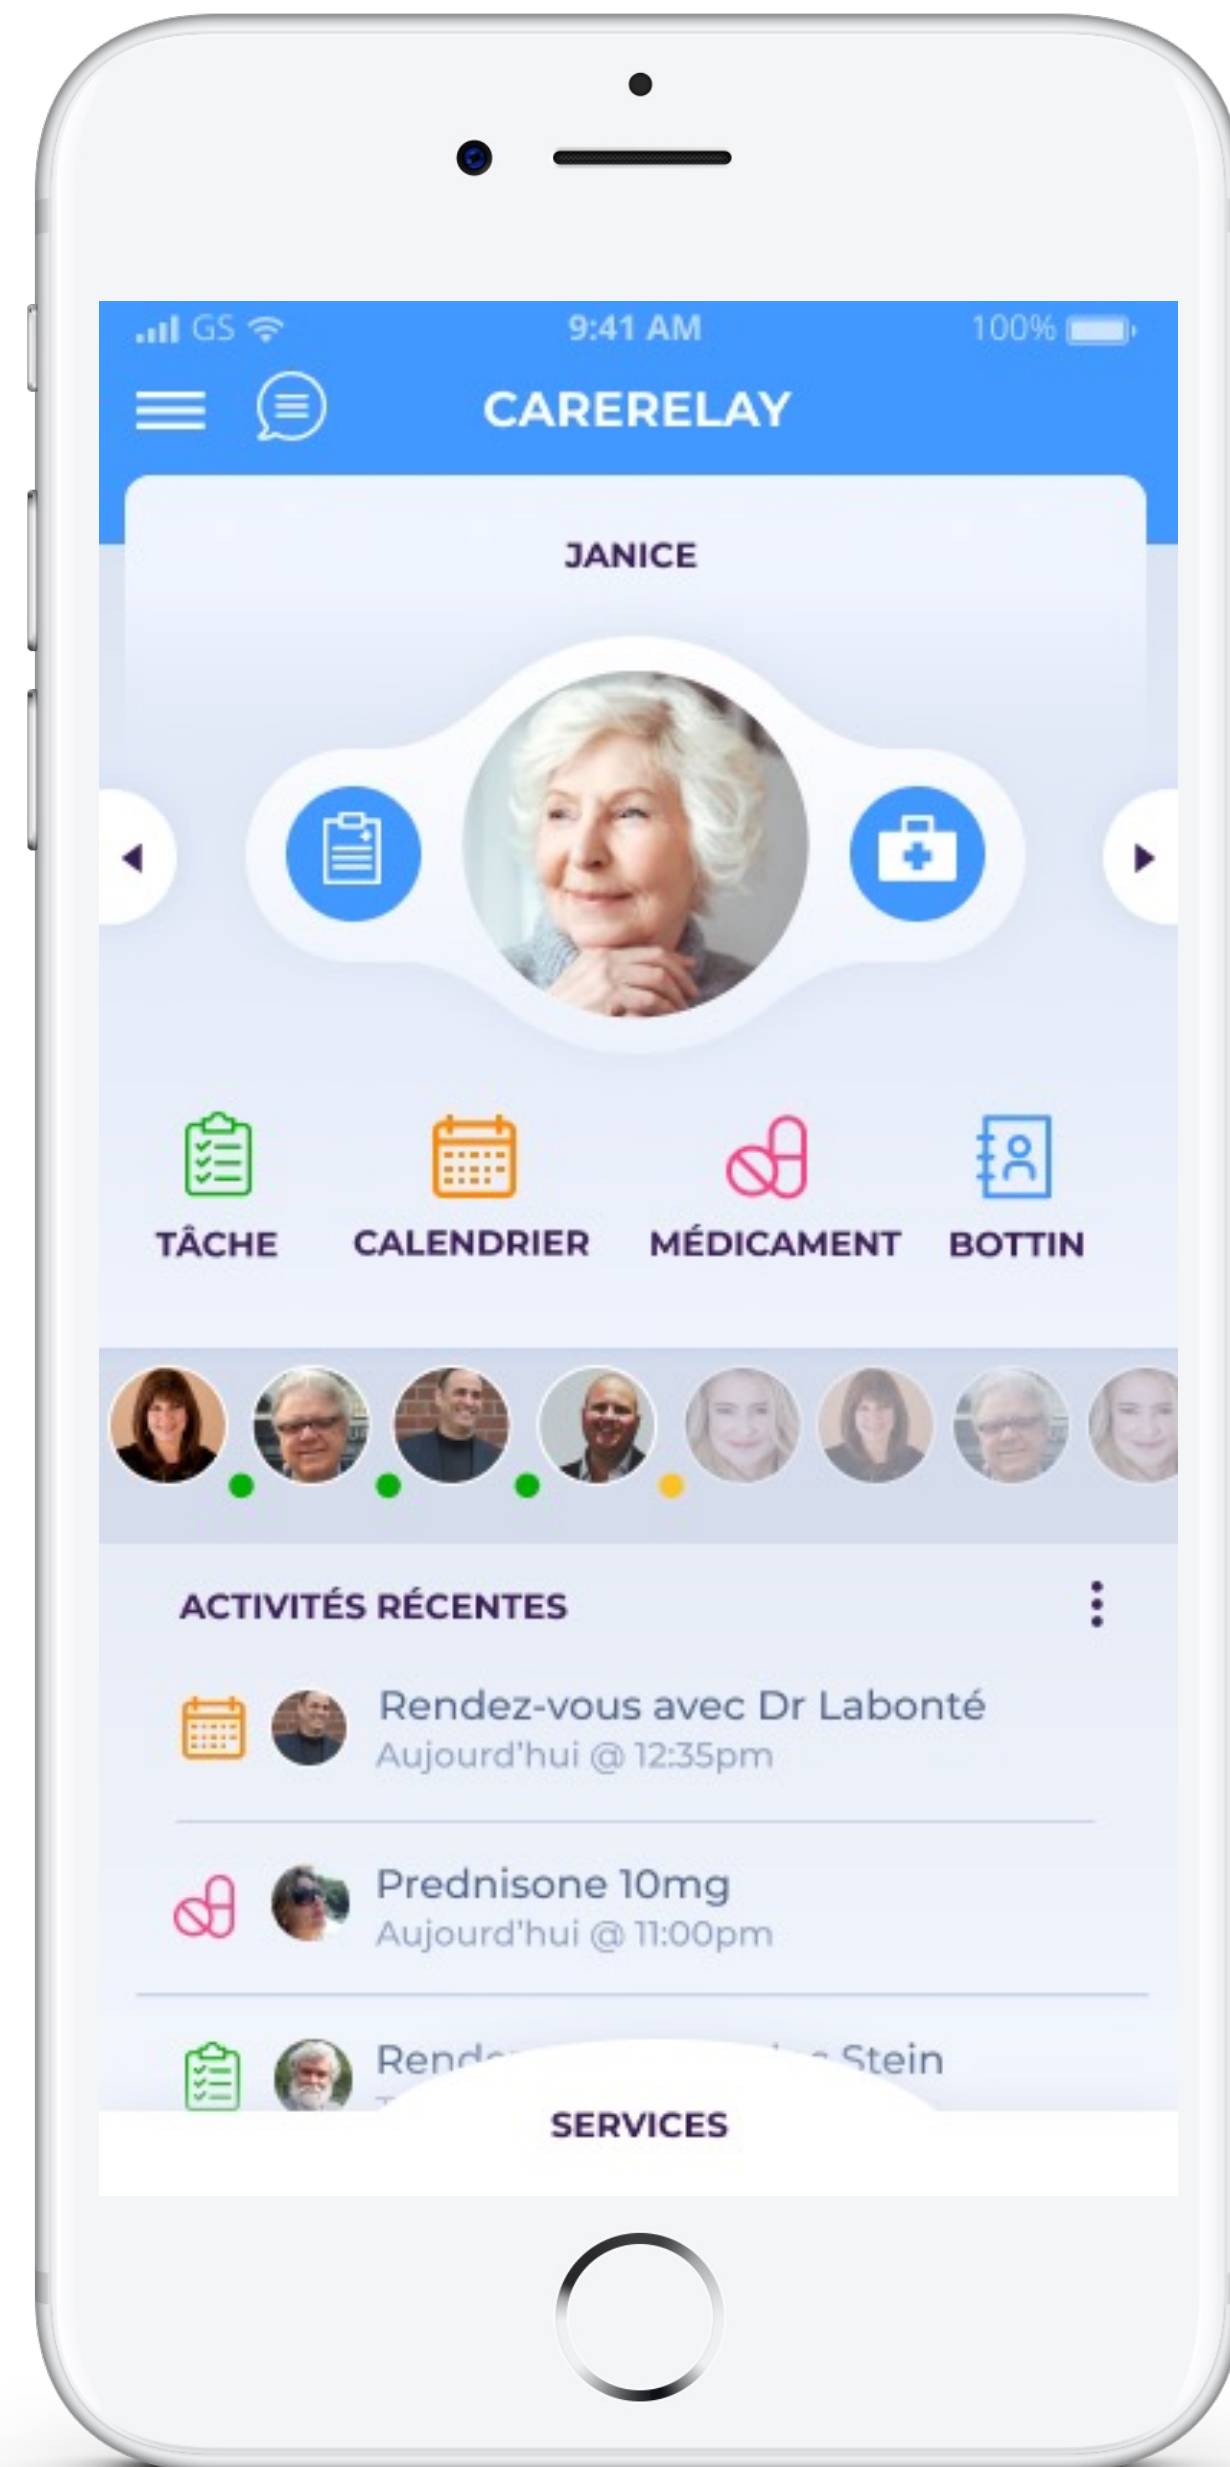 GS 9:41 AM 100%
CARERELAY
JANICE
TÂCHE CALENDRIER MÉDICAMENT BOTTIN
ACTIVITÉS RÉCENTES
Rendez-vous avec Dr Labonté
Aujourd'hui @ 12:35pm
Prednisone 10mg
Aujourd'hui @ 11:00pm
Stein
SERVICES